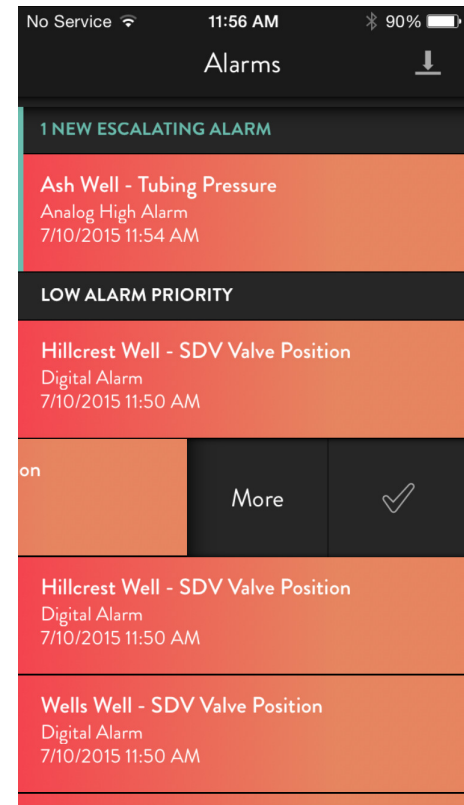 No Service 11:56 AM 90%
Alarms
1 NEW ESCALATING ALARM
Ash Well - Tubing Pressure
Analog High Alarm
7/10/2015 11:54 AM
LOW ALARM PRIORITY
Hillcrest Well - SDV Valve Position
Digital Alarm
7/10/2015 11:50 AM
on
More
Hillcrest Well - SDV Valve Position
Digital Alarm
7/10/2015 11:50 AM
Wells Well - SDV Valve Position
Digital Alarm
7/10/2015 11:50 AM